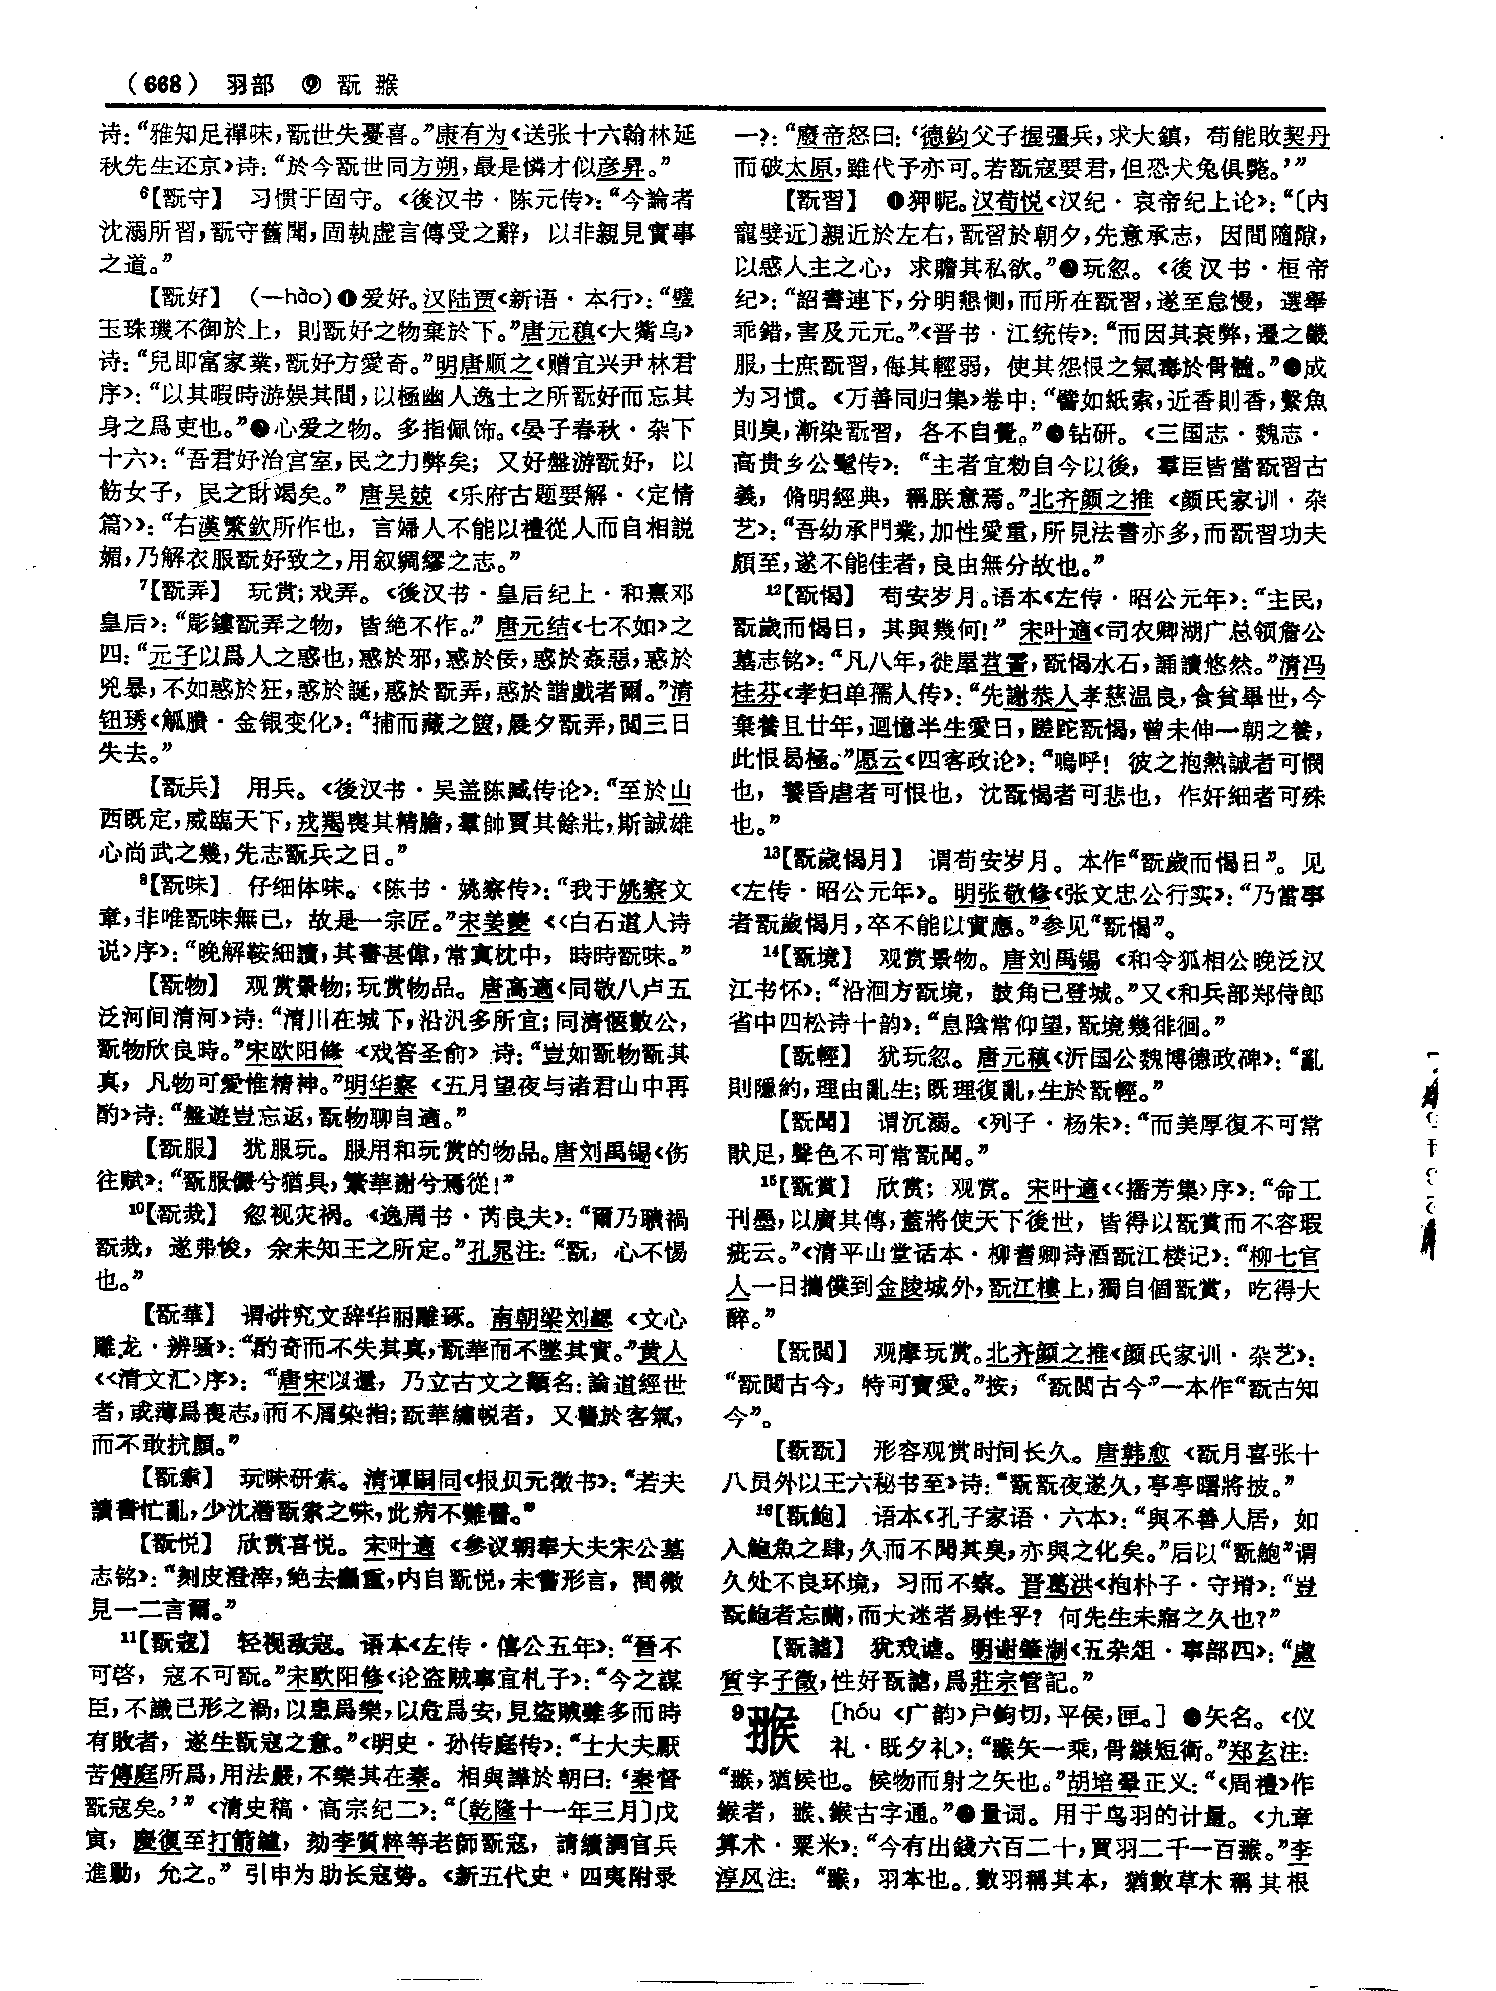 （668） 羽部 ⑨ 翫 翭
诗：“雅知足禪味，翫世失憂喜。”康有为《送张十六翰林延
秋先生还京》诗：“於今翫世同方朔，最是憐才似彦昇。”
6【翫守】 习惯于固守。《後汉书·陈元传》：“今論者
沈溺所習，翫守舊聞，固執虚言傳受之辭，以非親見實事
之道。”
【翫好】 （－hào）❶爱好。汉陆贾《新语·本行》：“璧
玉珠璣不御於上，則翫好之物棄於下。”唐元稹《大觜乌》
诗：“兒即富家業，翫好方愛奇。”明唐顺之《赠宜兴尹林君
序》：“以其暇時游娱其間，以極幽人逸士之所翫好而忘其
身之爲吏也。”❷心爱之物。多指佩饰。《晏子春秋·杂下
十六》：“吾君好治宫室，民之力弊矣；又好盤游翫好，以
飭女子，民之財竭矣。”唐吴兢《乐府古题要解·〈定情
篇〉》：“右漢繁欽所作也，言婦人不能以禮從人而自相説
媚，乃解衣服翫好致之，用叙綢繆之志。”
7【翫弄】 玩赏；戏弄。《後汉书·皇后纪上·和熹邓
皇后》：“彫鏤翫弄之物，皆絶不作。”唐元结《七不如》之
四：“元子以爲人之惑也，惑於邪，惑於佞，惑於姦惡，惑於
兇暴，不如惑於狂，惑於誕，惑於翫弄，惑於諧戲者爾。”清
钮琇《觚賸·金银变化》：“捕而藏之篋，晨夕翫弄，閲三日
失去。”
【翫兵】 用兵。《後汉书·吴盖陈臧传论》：“至於山
西既定，威臨天下，戎羯喪其精膽，羣帥賈其餘壯，斯誠雄
心尚武之幾，先志翫兵之日。”
8【翫味】 仔细体味。《陈书·姚察传》：“我于姚察文
章，非唯翫味無已，故是一宗匠。”宋姜夔《〈白石道人诗
说〉序》：“晚解鞍細讀，其書甚偉，常寘枕中，時時翫味。”
【翫物】 观赏景物；玩赏物品。唐高適《同敬八卢五
泛河间清河》诗：“清川在城下，沿汎多所宜；同濟愜數公，
翫物欣良時。”宋欧阳修《戏答圣俞》诗：“豈如翫物翫其
真，凡物可愛惟精神。”明华察《五月望夜与诸君山中再
酌》诗：“盤遊豈忘返，翫物聊自適。”
【翫服】 犹服玩。服用和玩赏的物品。唐刘禹锡《伤
往赋》：“翫服儼兮猶具，繁華謝兮焉從！”
10【翫烖】 忽视灾祸。《逸周书·芮良夫》：“爾乃聵禍
翫烖，遂弗悛，余未知王之所定。”孔晁注：“翫，心不惕
也。”
【翫華】 谓讲究文辞华丽雕琢。南朝梁刘勰《文心
雕龙·辨骚》：“酌奇而不失其真，翫華而不墜其實。”黄人
《〈清文汇〉序》：“唐宋以還，乃立古文之顓名：論道經世
者，或薄爲喪志，而不屑染指；翫華繡帨者，又讋於客氣，
而不敢抗顏。”
【翫索】 玩味研索。清谭嗣同《报贝元徵书》：“若夫
讀書忙亂，少沈潛翫索之味，此病不難醫。”
【翫悦】 欣赏喜悦。宋叶適《参议朝奉大夫宋公墓
志铭》：“刻皮澄滓，絶去麤重，内自翫悦，未嘗形言，間微
見一二言爾。”
11【翫寇】 轻视敌寇。语本《左传·僖公五年》：“晉不
可啓，寇不可翫。”宋欧阳修《论盗贼事宜札子》：“今之謀
臣，不識已形之禍，以患爲樂，以危爲安，見盗賊雖多而時
有敗者，遂生翫寇之意。”《明史·孙传庭传》：“士大夫厭
苦傳庭所爲，用法嚴，不樂其在秦。相與譁於朝曰：‘秦督
翫寇矣。’”《清史稿·高宗纪二》：“〔乾隆十一年三月〕戊
寅，慶復至打箭鑪，劾李質粹等老師翫寇，請續調官兵
進勦，允之。”引申为助长寇势。《新五代史·四夷附录
一》：“廢帝怒曰：‘德鈞父子握彊兵，求大鎮，苟能敗契丹
而破太原，雖代予亦可。若翫寇要君，但恐犬兔俱斃。’”
【翫習】 ❶狎昵。汉荀悦《汉纪·哀帝纪上论》：“〔内
寵嬖近〕親近於左右，翫習於朝夕，先意承志，因間隨隙，
以惑人主之心，求贍其私欲。”❷玩忽。《後汉书·桓帝
纪》：“詔書連下，分明懇惻，而所在翫習，遂至怠慢，選舉
乖錯，害及元元。”《晋书·江统传》：“而因其衰弊，遷之畿
服，士庶翫習，侮其輕弱，使其怨恨之氣毒於骨髓。”❸成
为习惯。《万善同归集》卷中：“譬如紙索，近香則香，繫魚
則臭，漸染翫習，各不自覺。”❹钻研。《三国志·魏志·
高贵乡公髦传》：“主者宜勑自今以後，羣臣皆當翫習古
義，脩明經典，稱朕意焉。”北齐颜之推《颜氏家训·杂
艺》：“吾幼承門業，加性愛重，所見法書亦多，而翫習功夫
頗至，遂不能佳者，良由無分故也。”
12【翫愒】 苟安岁月。语本《左传·昭公元年》：“主民，
翫歲而愒日，其與幾何！”宋叶適《司农卿湖广总领詹公
墓志铭》：“凡八年，徙屋苕霅，翫愒水石，誦讀悠然。”清冯
桂芬《孝妇单孺人传》：“先謝恭人孝慈温良，食貧畢世，今
棄養且廿年，迴憶半生愛日，蹉跎翫愒，曾未伸一朝之養，
此恨曷極。”愿云《四客政论》：“嗚呼！彼之抱熱誠者可憫
也，饕昏虐者可恨也，沈翫愒者可悲也，作奸細者可殊
也。”
13【翫歲愒月】 谓苟安岁月。本作“翫歲而愒日”。见
《左传·昭公元年》。明张敬修《张文忠公行实》：“乃當事
者翫歲愒月，卒不能以實應。”参见“翫愒”。
14【翫境】 观赏景物。唐刘禹锡《和令狐相公晚泛汉
江书怀》：“沿洄方翫境，鼓角已登城。”又《和兵部郑侍郎
省中四松诗十韵》：“息陰常仰望，翫境幾徘徊。”
【翫輕】 犹玩忽。唐元稹《沂国公魏博德政碑》：“亂
則隱約，理由亂生；既理復亂，生於翫輕。”
【翫聞】 谓沉溺。《列子·杨朱》：“而美厚復不可常
猒足，聲色不可常翫聞。”
15【翫賞】 欣赏；观赏。宋叶適《〈播芳集〉序》：“命工
刊墨，以廣其傳，蓋將使天下後世，皆得以翫賞而不容瑕
疵云。”《清平山堂话本·柳耆卿诗酒翫江楼记》：“柳七官
人一日攜僕到金陵城外，翫江樓上，獨自個翫賞，吃得大
醉。”
【翫閲】 观摩玩赏。北齐颜之推《颜氏家训·杂艺》：
“翫閲古今，特可寶愛。”按，“翫閲古今”一本作“翫古知
今”。
【翫翫】 形容观赏时间长久。唐韩愈《翫月喜张十
八员外以王六秘书至》诗：“翫翫夜遂久，亭亭曙將披。”
16【翫鮑】 语本《孔子家语·六本》：“與不善人居，如
入鮑魚之肆，久而不聞其臭，亦與之化矣。”后以“翫鮑”谓
久处不良环境，习而不察。晋葛洪《抱朴子·守塉》：“豈
翫鮑者忘蘭，而大迷者易性乎？何先生未寤之久也？”
【翫謔】 犹戏谑。明谢肇淛《五杂俎·事部四》：“盧
質字子徵，性好翫謔，爲莊宗管記。”
9翭 ［hóu《广韵》户鉤切，平侯，匣。］ ❶矢名。《仪
礼·既夕礼》：“翭矢一乘，骨鏃短衛。”郑玄注：
“翭，猶候也。候物而射之矢也。”胡培翬正义：“《周禮》作
鍭者，翭、鍭古字通。”❷量词。用于鸟羽的计量。《九章
算术·粟米》：“今有出錢六百二十，買羽二千一百翭。”李
淳风注：“翭，羽本也。數羽稱其本，猶數草木稱其根